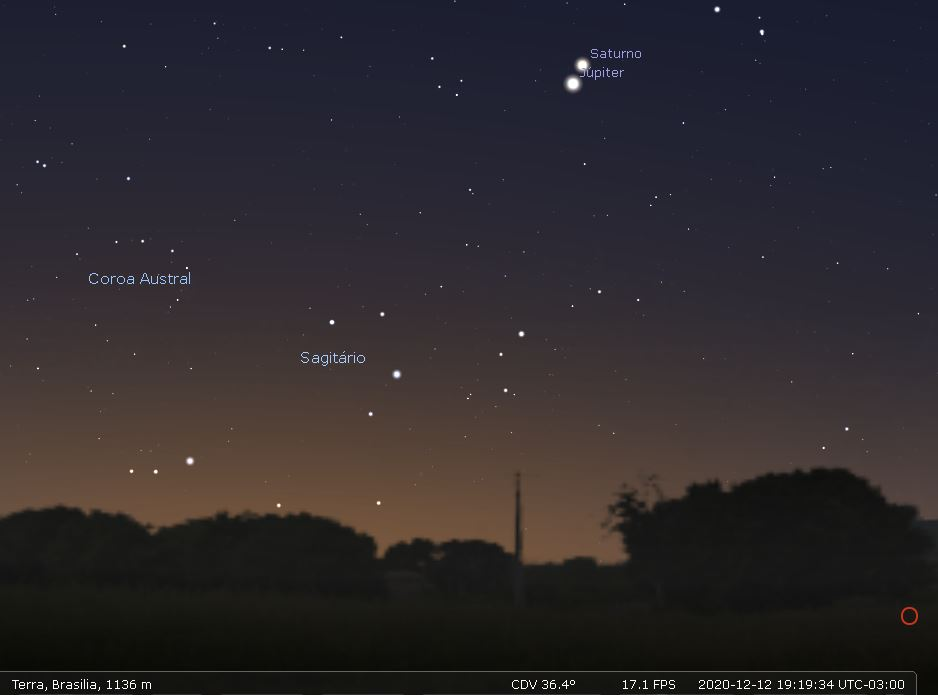 Saturno
Júpiter
Coroa Austral
Sagitário
O
Terra, Brasilia, 1136 m CDV 36.4° 17.1 FPS 2020-12-12 19:19:34 UTC-03:00